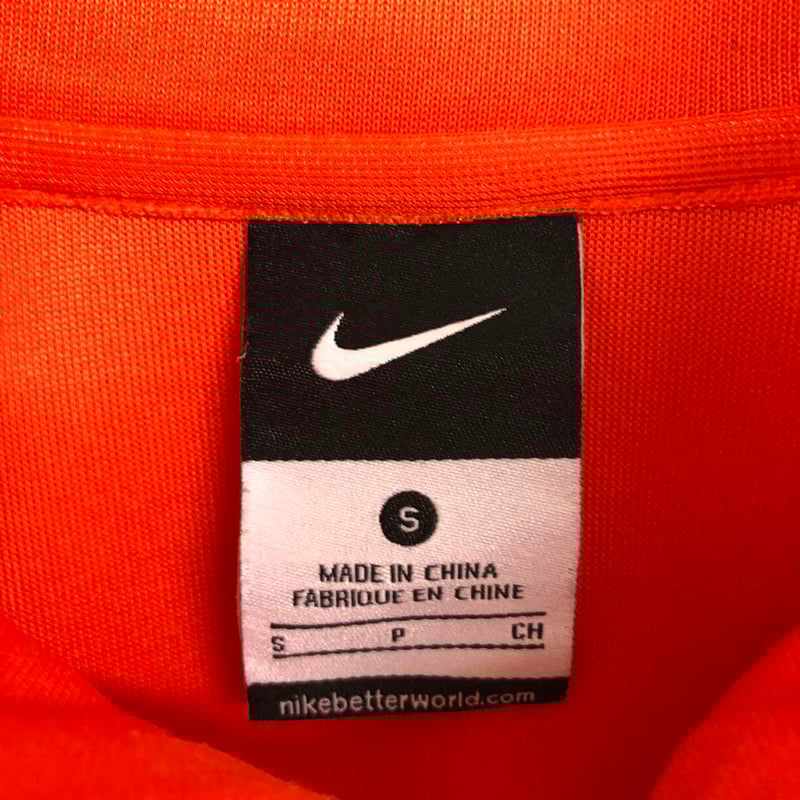 S
MADE IN CHINA
FABRIQUE EN CHINE
S P CH
nikebetterworld.com